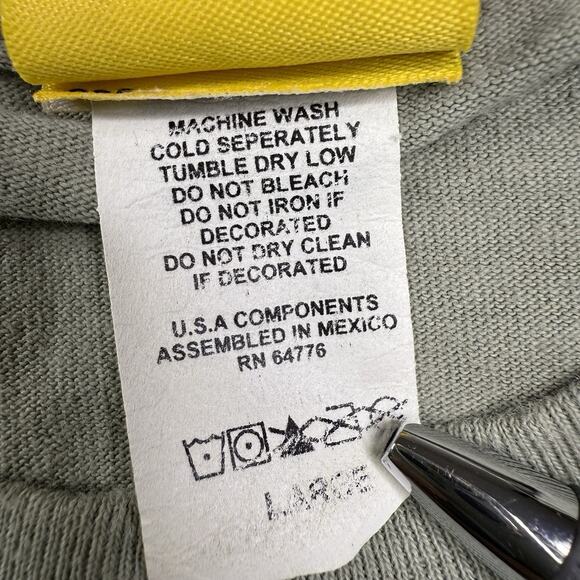 MACHINE WASH
COLD SEPERATELY
TUMBLE DRY LOW
DO NOT BLEACH
DO NOT IRON IF
DECORATED
DO NOT DRY CLEAN
IF DECORATED
U.S.A COMPONENTS
ASSEMBLED IN MEXICO
RN 64776
LARGE